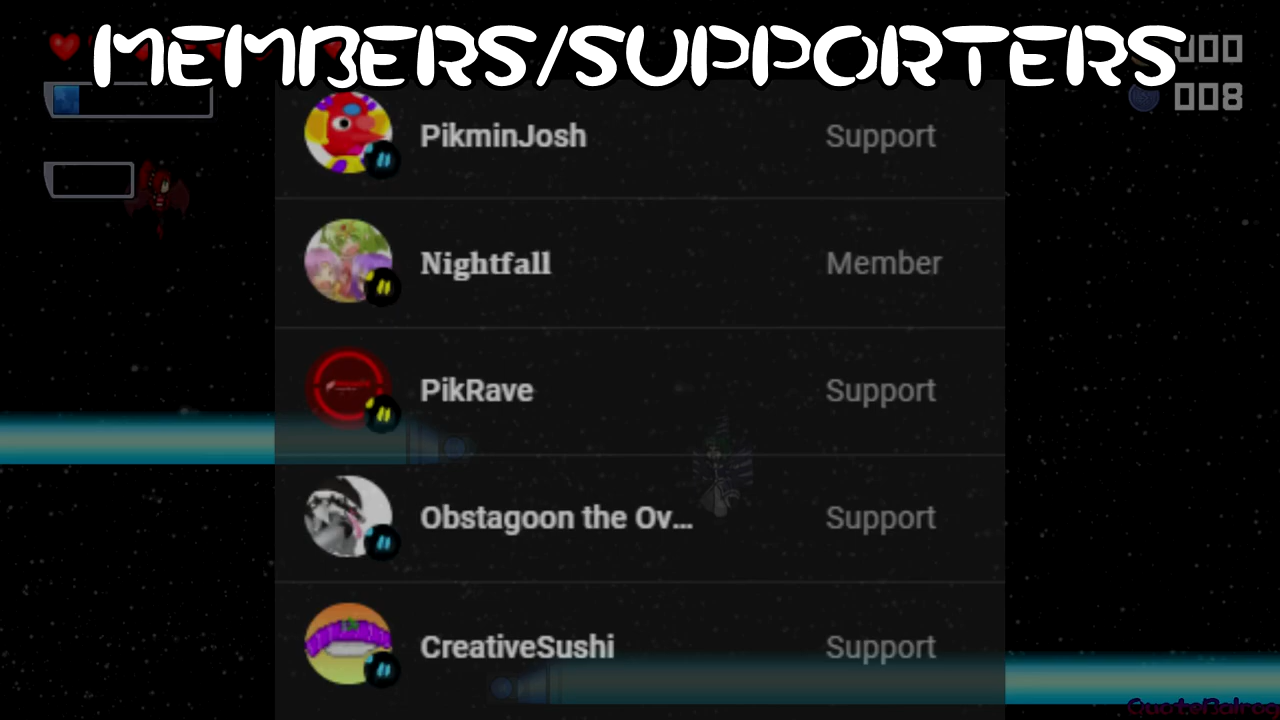 MEMBERS/SUPPORTERS
008
PikminJosh Support
Nightfall Member
PikRave Support
Obstagoon the Ov... Support
CreativeSushi Support